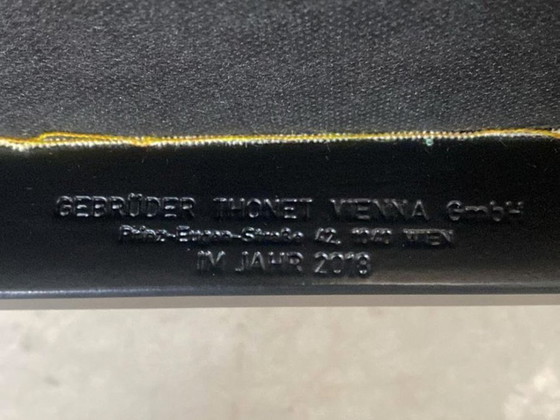 GEBRÜDER THONET VIENNA GmbH
Prinz-Eugen-Straße 42, 1040 WIEN
IM JAHR 2018